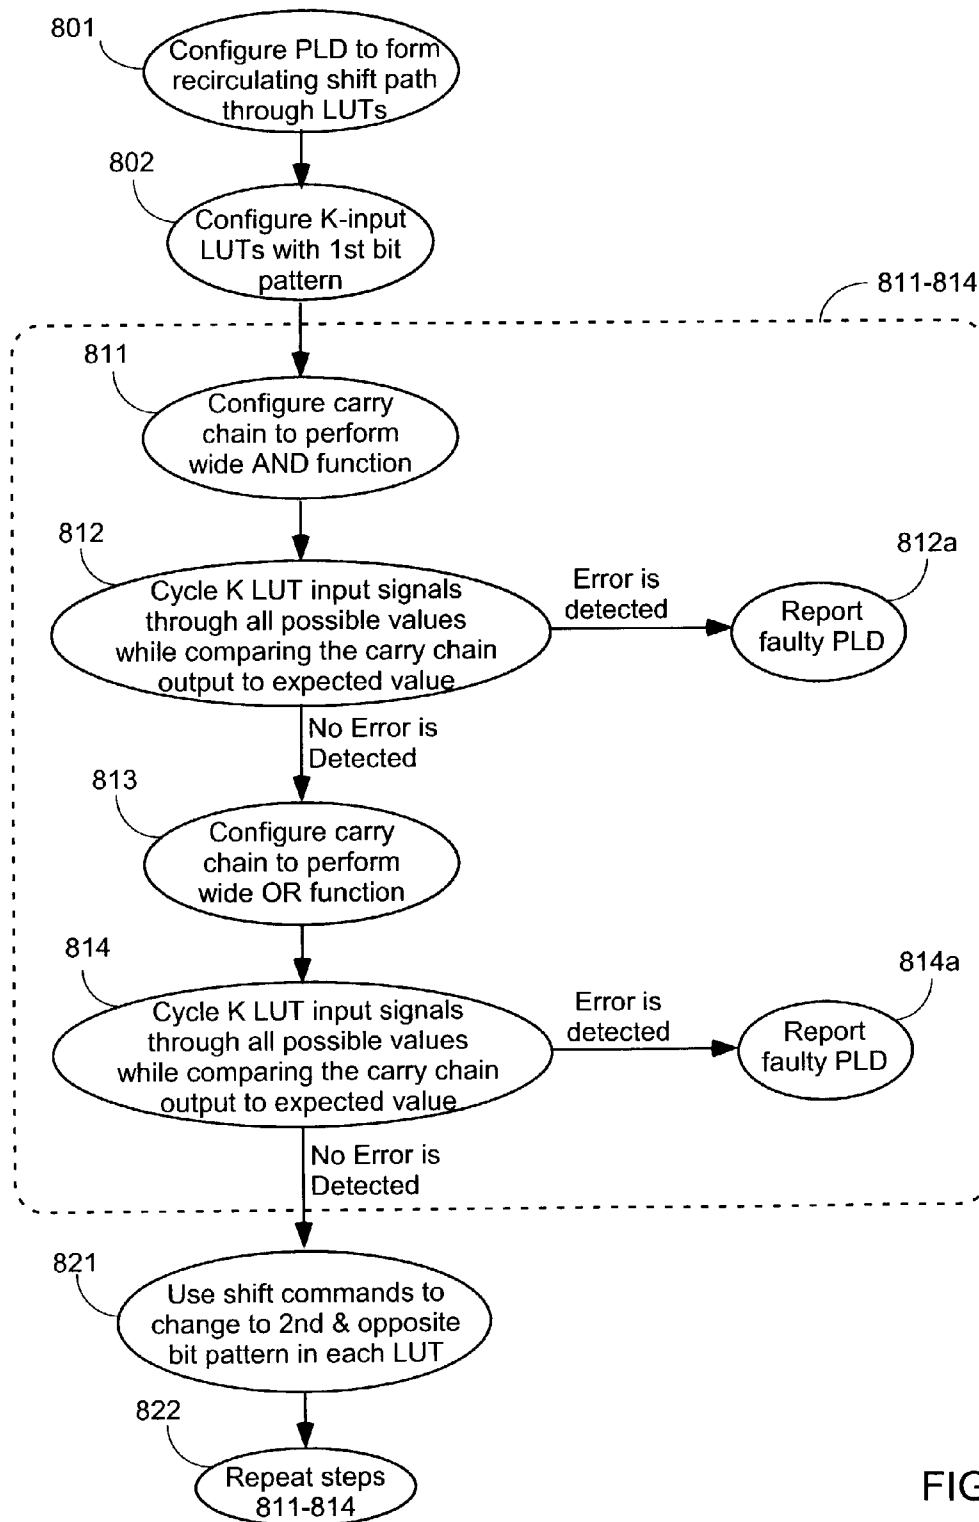 801
Configure PLD to form
recirculating shift path
through LUTs
802
Configure K-input
LUTs with 1st bit
pattern
811-814
811
Configure carry
chain to perform
wide AND function
812
Cycle K LUT input signals
through all possible values
while comparing the carry chain
output to expected value
Error is
detected
812a
Report
faulty PLD
No Error is
Detected
813
Configure carry
chain to perform
wide OR function
814
Cycle K LUT input signals
through all possible values
while comparing the carry chain
output to expected value
Error is
detected
814a
Report
faulty PLD
No Error is
Detected
821
Use shift commands to
change to 2nd & opposite
bit pattern in each LUT
822
Repeat steps
811-814
FIG